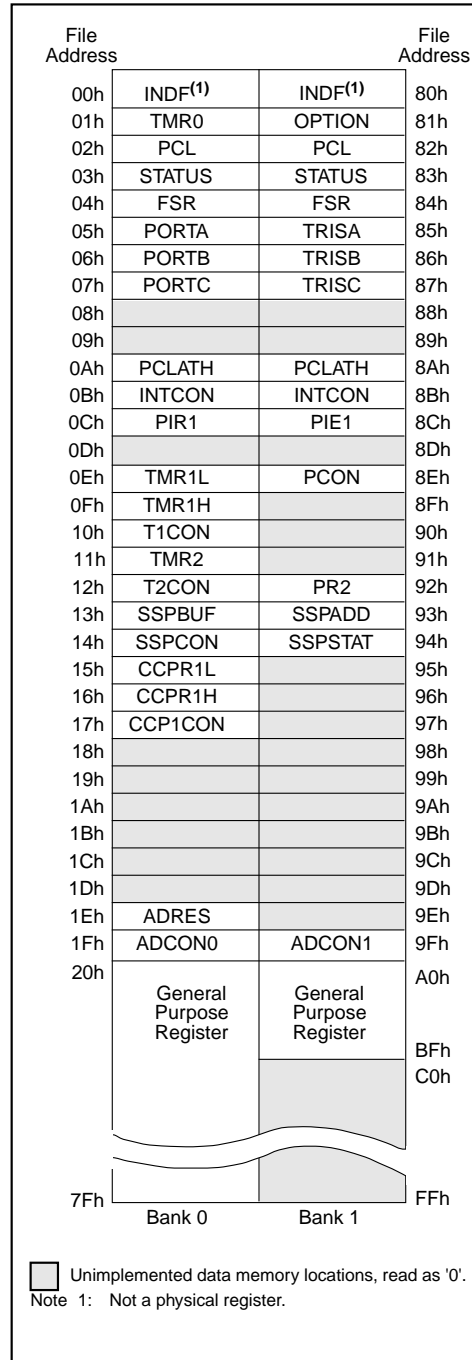 File Address File Address
00h INDF(1) INDF(1) 80h
01h TMR0 OPTION 81h
02h PCL PCL 82h
03h STATUS STATUS 83h
04h FSR FSR 84h
05h PORTA TRISA 85h
06h PORTB TRISB 86h
07h PORTC TRISC 87h
08h 88h
09h 89h
0Ah PCLATH PCLATH 8Ah
0Bh INTCON INTCON 8Bh
0Ch PIR1 PIE1 8Ch
0Dh 8Dh
0Eh TMR1L PCON 8Eh
0Fh TMR1H 8Fh
10h T1CON 90h
11h TMR2 91h
12h T2CON PR2 92h
13h SSPBUF SSPADD 93h
14h SSPCON SSPSTAT 94h
15h CCPR1L 95h
16h CCPR1H 96h
17h CCP1CON 97h
18h 98h
19h 99h
1Ah 9Ah
1Bh 9Bh
1Ch 9Ch
1Dh 9Dh
1Eh ADRES 9Eh
1Fh ADCON0 ADCON1 9Fh
20h A0h
General General
Purpose Purpose
Register Register
BFh
C0h
7Fh FFh
Bank 0 Bank 1
Unimplemented data memory locations, read as '0'.
Note 1: Not a physical register.